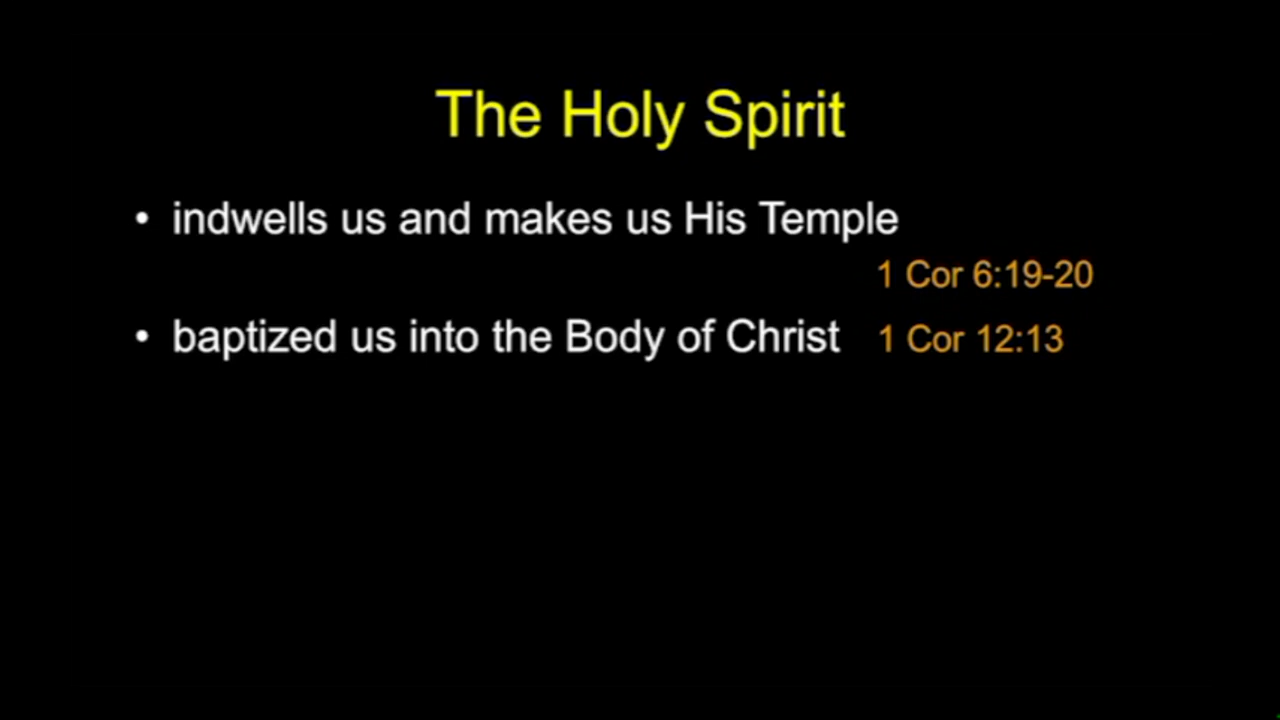 The Holy Spirit
• indwells us and makes us His Temple
1 Cor 6:19-20
• baptized us into the Body of Christ 1 Cor 12:13